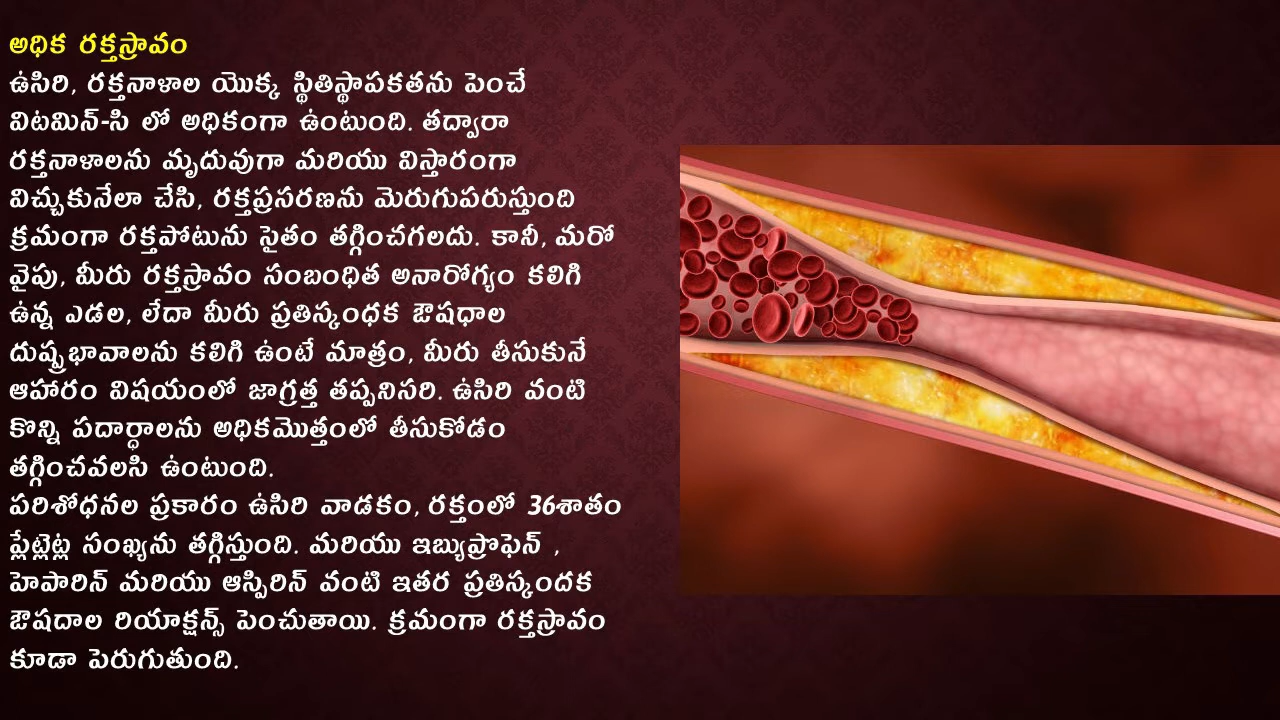 అధిక రక్తస్రావం
ఉసిరి, రక్తనాళాల యొక్క స్థితిస్థాపకతను పెంచే
విటమిన్-సి లో అధికంగా ఉంటుంది. తద్వారా
రక్తనాళాలను మృదువుగా మరియు విస్తారంగా
విచ్చుకునేలా చేసి, రక్తప్రసరణను మెరుగుపరుస్తుంది
క్రమంగా రక్తపోటును సైతం తగ్గించగలదు. కానీ, మరో
వైపు, మీరు రక్తస్రావం సంబంధిత అనారోగ్యం కలిగి
ఉన్న ఎడల, లేదా మీరు ప్రతిస్కంధక ఔషధాల
దుష్ప్రభావాలను కలిగి ఉంటే మాత్రం, మీరు తీసుకునే
ఆహారం విషయంలో జాగ్రత్త తప్పనిసరి. ఉసిరి వంటి
కొన్ని పదార్ధాలను అధికమొత్తంలో తీసుకోడం
తగ్గించవలసి ఉంటుంది.
పరిశోధనల ప్రకారం ఉసిరి వాడకం, రక్తంలో 36శాతం
ప్లేట్లెట్ల సంఖ్యను తగ్గిస్తుంది. మరియు ఇబ్యుప్రొఫెన్ ,
హెపారిన్ మరియు ఆస్పిరిన్ వంటి ఇతర ప్రతిస్కందక
ఔషదాల రియాక్షన్స్ పెంచుతాయి. క్రమంగా రక్తస్రావం
కూడా పెరుగుతుంది.